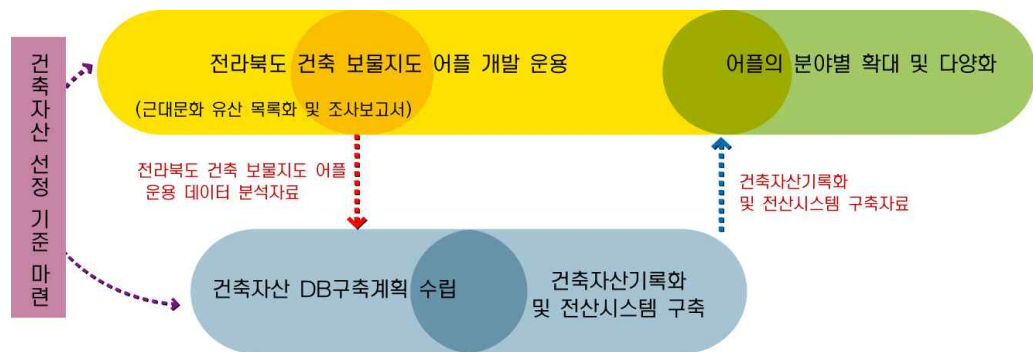 건축자산 선정 기준 마련
전라북도 건축 보물지도 어플 개발 운용
(근대문화 유산 목록화 및 조사보고서)
어플의 분야별 확대 및 다양화
전라북도 건축 보물지도 어플
운용 데이터 분석자료
건축자산기록화
및 전산시스템 구축자료
건축자산 DB구축계획 수립
건축자산기록화
및 전산시스템 구축